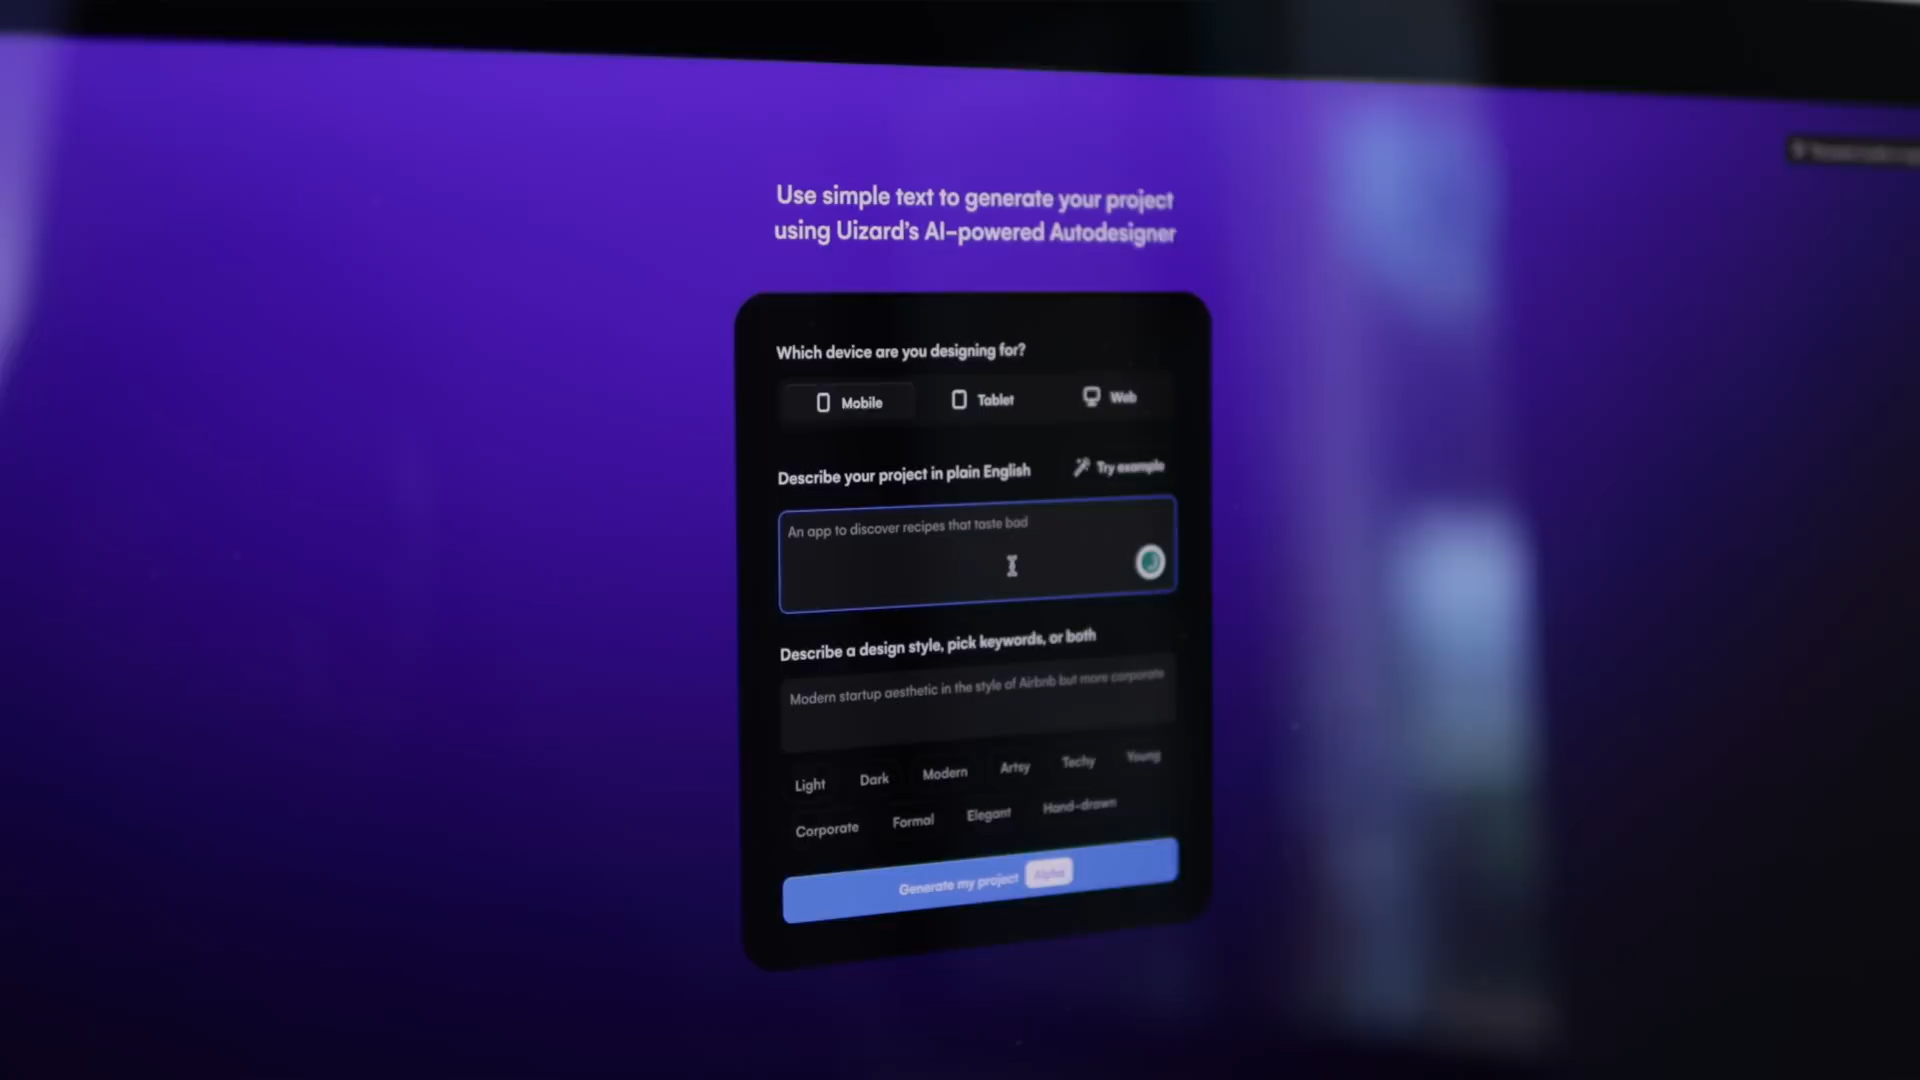 Use simple text to generate your project
using Uizard's AI-powered Autodesigner
Which device are you designing for?
Mobile Tablet Web
Describe your project in plain English Try example
An app to discover recipes that taste bad
Describe a design style, pick keywords, or both
Modern startup aesthetic in the style of Airbnb but more corporate
Light Dark Modern Artsy Techy Young
Corporate Formal Elegant Hand-drawn
Generate my project Alpha